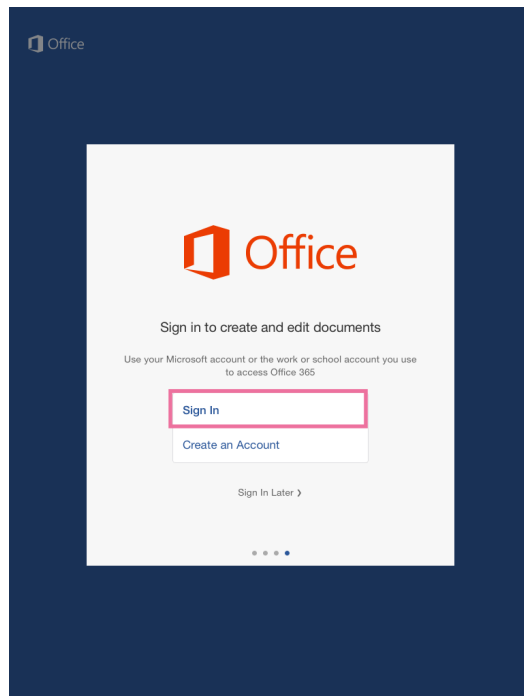 Office
Office
Sign in to create and edit documents
Use your Microsoft account or the work or school account you use
to access Office 365
Sign In
Create an Account
Sign In Later ❯